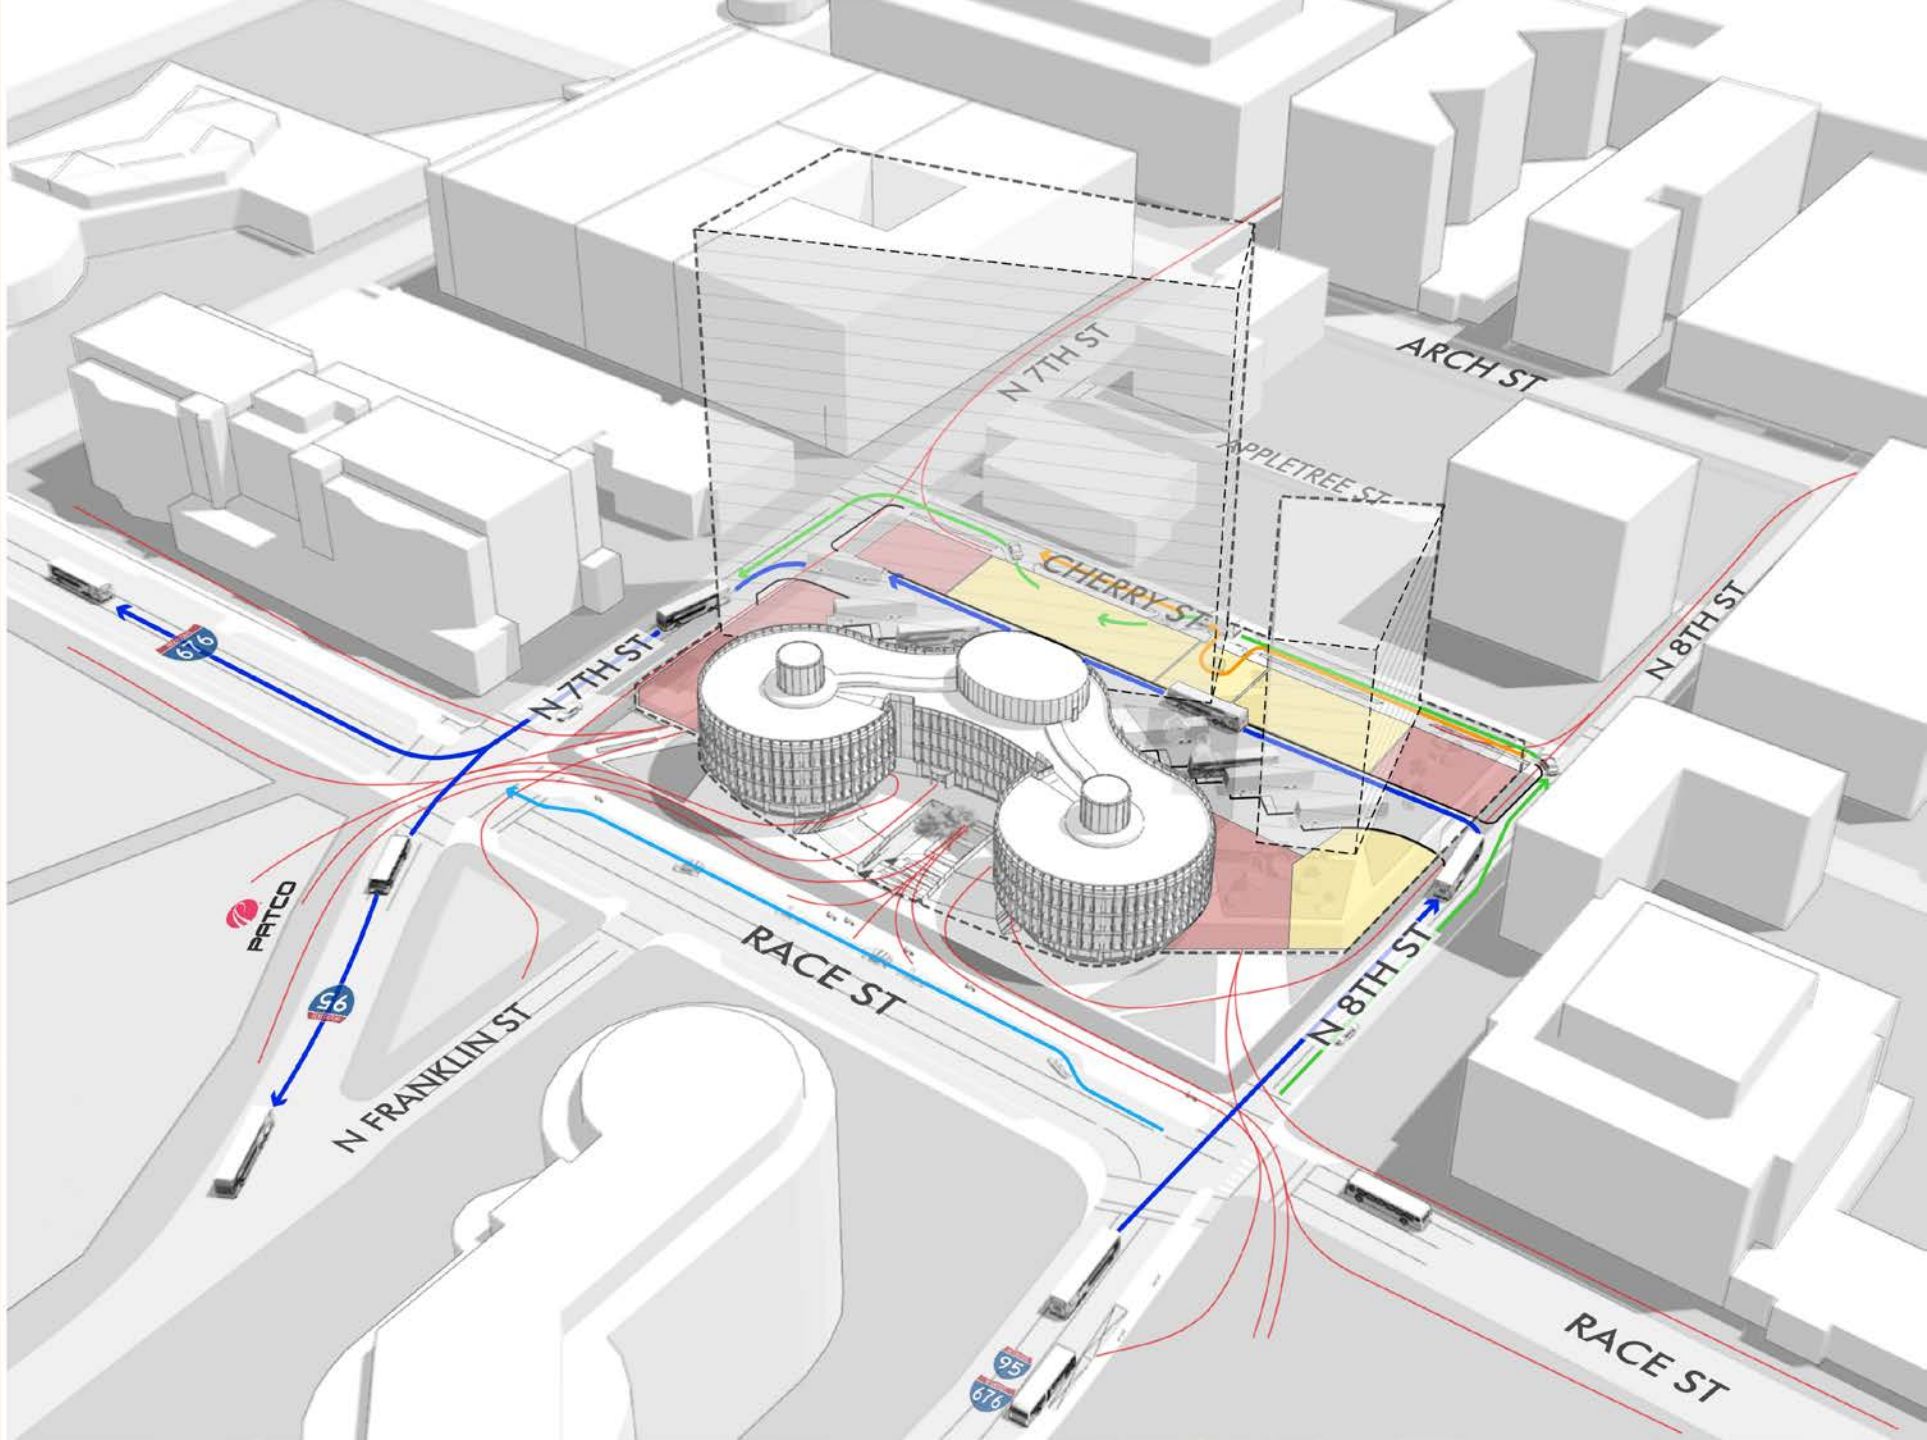 ARCH ST
N 7TH ST
APPLETREE ST
CHERRY ST
N 8TH ST
676
N 7TH ST
PATCO
RACE ST
N 8TH ST
95
N FRANKLIN ST
95
676
RACE ST